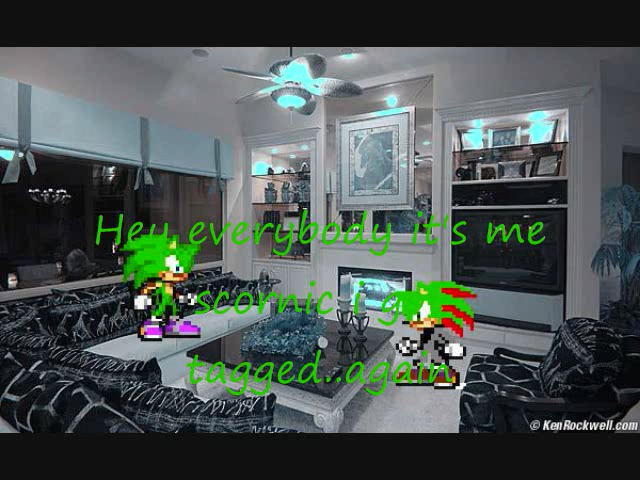 Hey everybody it's me
scornic i g
tagged..again
© KenRockwell.com